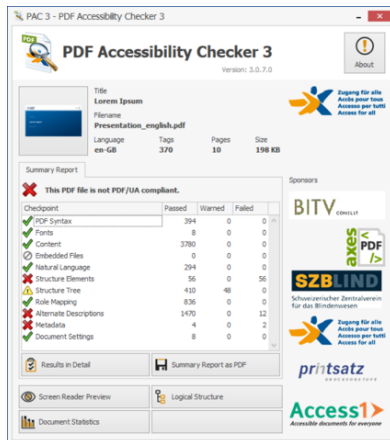 PAC 3 - PDF Accessibility Checker 3
PDF
PDF Accessibility Checker 3
Version: 3.0.7.0
About
Title
Lorem Ipsum
Filename
Presentation_english.pdf
Language Tags Pages Size
en-GB 370 10 198 KB
Zugang für alle
Accès pour tous
Accesso per tutti
Access for all
Summary Report
This PDF file is not PDF/UA compliant.
Checkpoint Passed Warned Failed
PDF Syntax 394 0 0
Fonts 8 0 0
Content 3780 0 0
Embedded Files 0 0 0
Natural Language 294 0 0
Structure Elements 56 0 56
Structure Tree 410 48 0
Role Mapping 836 0 0
Alternate Descriptions 1470 0 12
Metadata 4 0 2
Document Settings 8 0 0
Results in Detail
Summary Report as PDF
Screen Reader Preview
Logical Structure
Document Statistics
Sponsors
BITV CONSULT
axes
PDF
SZBLIND
Schweizerischer Zentralverein
für das Blindenwesen
Zugang für alle
Accès pour tous
Accesso per tutti
Access for all
printsatz
Access1>
Accessible documents for everyone